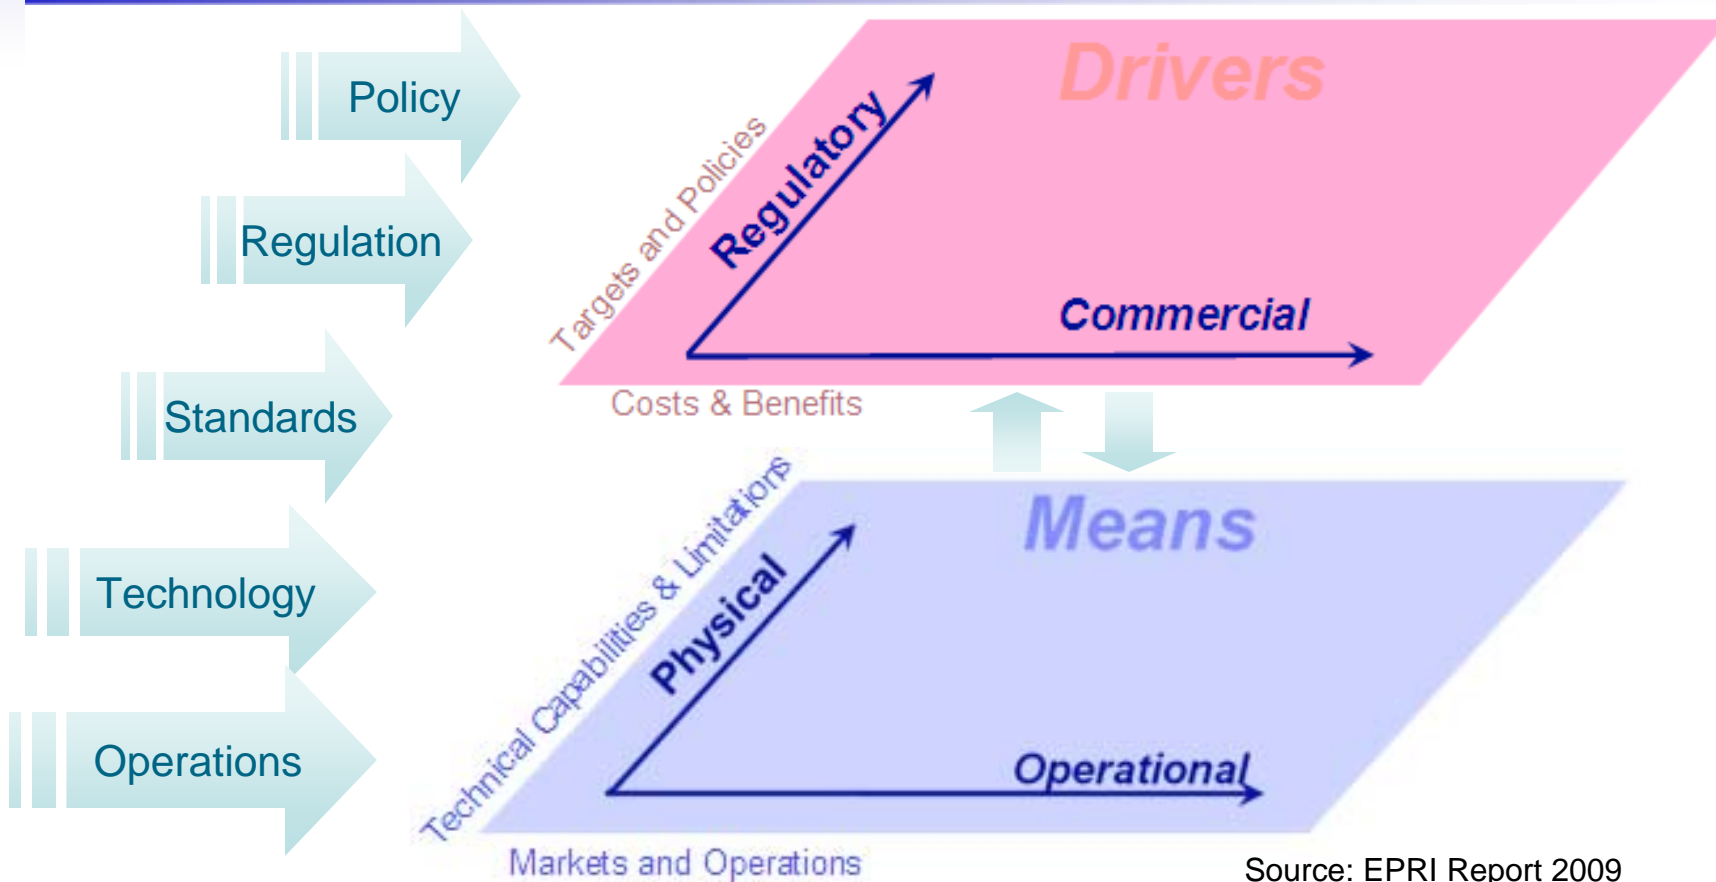 Policy
Regulation
Standards
Technology
Operations
Drivers
Regulatory
Targets and Policies
Commercial
Costs & Benefits
Means
Physical
Technical Capabilities & Limitations
Operational
Markets and Operations
Source: EPRI Report 2009